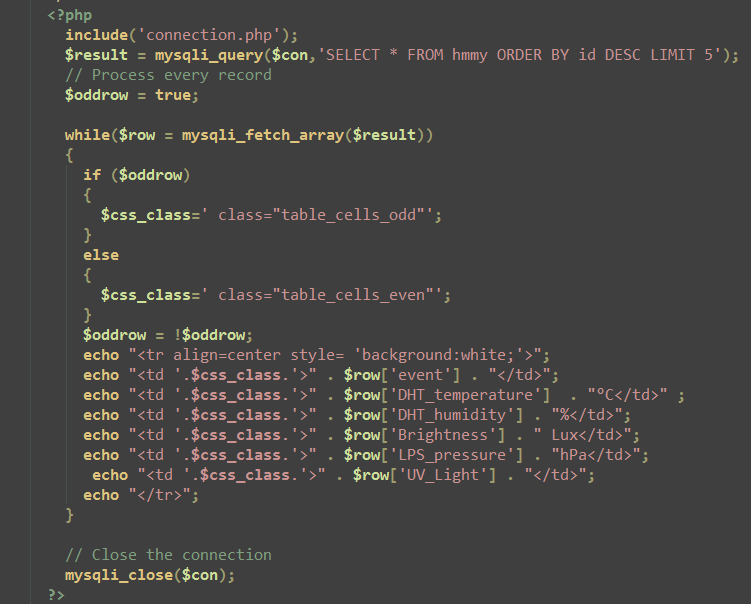 <?php
include('connection.php');
$result = mysqli_query($con,'SELECT * FROM hmmy ORDER BY id DESC LIMIT 5');
// Process every record
$oddrow = true;
while($row = mysqli_fetch_array($result))
{
if ($oddrow)
{
$css_class=' class="table_cells_odd"';
}
else
{
$css_class=' class="table_cells_even"';
}
$oddrow = !$oddrow;
echo "<tr align=center style= 'background:white;'>";
echo "<td '.$css_class.'>" . $row['event'] . "</td>";
echo "<td '.$css_class.'>" . $row['DHT_temperature']  . "°C</td>" ;
echo "<td '.$css_class.'>" . $row['DHT_humidity'] . "%</td>";
echo "<td '.$css_class.'>" . $row['Brightness'] . " Lux</td>";
echo "<td '.$css_class.'>" . $row['LPS_pressure'] . "hPa</td>";
echo "<td '.$css_class.'>" . $row['UV_Light'] . "</td>";
echo "</tr>";
}
// Close the connection
mysqli_close($con);
?>